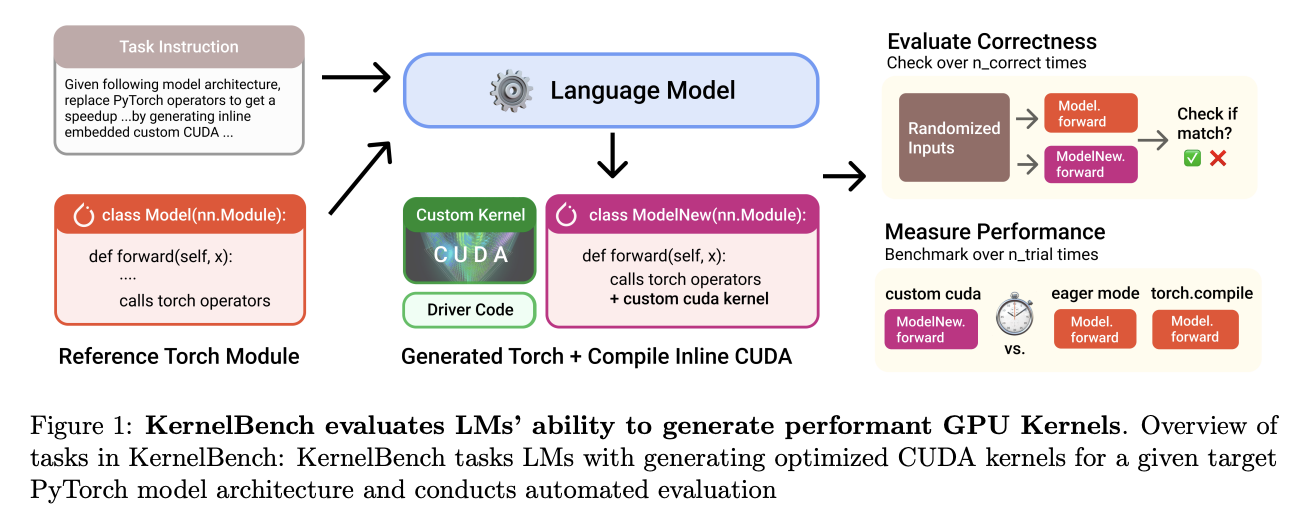 Task Instruction
Given following model architecture,
replace PyTorch operators to get a
speedup ...by generating inline
embedded custom CUDA ...
class Model(nn.Module):
def forward(self, x):
....
calls torch operators
Reference Torch Module
Language Model
Custom Kernel
CUDA
Driver Code
class ModelNew(nn.Module):
def forward(self, x):
calls torch operators
+ custom cuda kernel
Generated Torch + Compile Inline CUDA
Evaluate Correctness
Check over n_correct times
Randomized
Inputs
Model.
forward
ModelNew.
forward
Check if
match?
Measure Performance
Benchmark over n_trial times
custom cuda
ModelNew.
forward
vs.
eager mode
Model.
forward
torch.compile
Model.
forward
Figure 1: KernelBench evaluates LMs’ ability to generate performant GPU Kernels. Overview of
tasks in KernelBench: KernelBench tasks LMs with generating optimized CUDA kernels for a given target
PyTorch model architecture and conducts automated evaluation